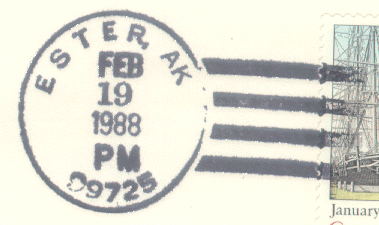 ESTER, AK
FEB
19
1988
PM
99725
January